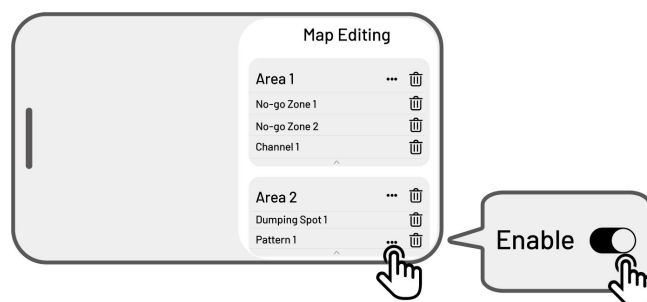 Map Editing
Area 1
No-go Zone 1
No-go Zone 2
Channel 1
Area 2
Dumping Spot 1
Pattern 1
Enable